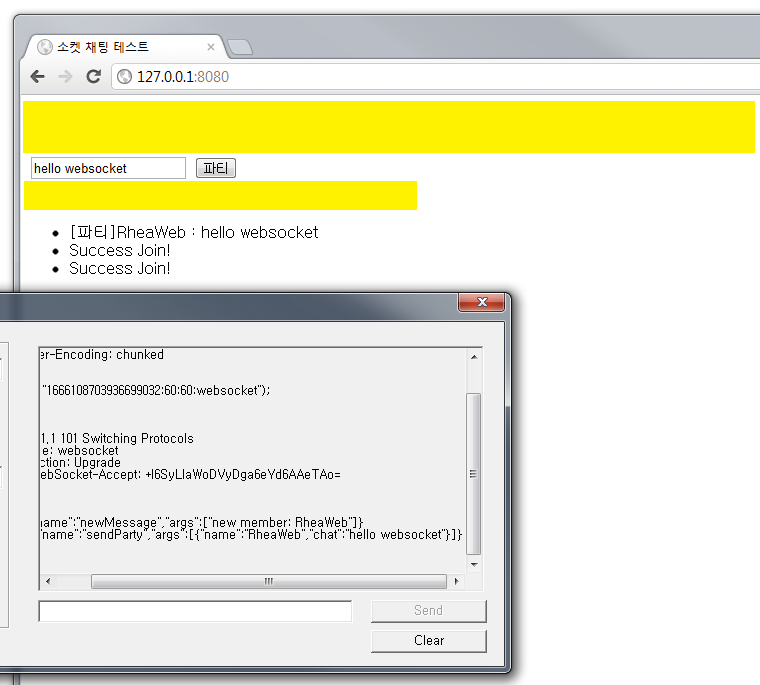 소켓 채팅 테스트
127.0.0.1:8080
hello websocket
파티
[파티]RheaWeb : hello websocket
Success Join!
Success Join!
er-Encoding: chunked
"1666108703936699032:60:60:websocket");
1.1 101 Switching Protocols
e: websocket
ction: Upgrade
ebSocket-Accept: +I6SyLIaWoDVyDga6eYd6AAeTAo=
name":"newMessage","args":["new member: RheaWeb"]}
"name":"sendParty","args":[{"name":"RheaWeb","chat":"hello websocket"}]}
Send
Clear